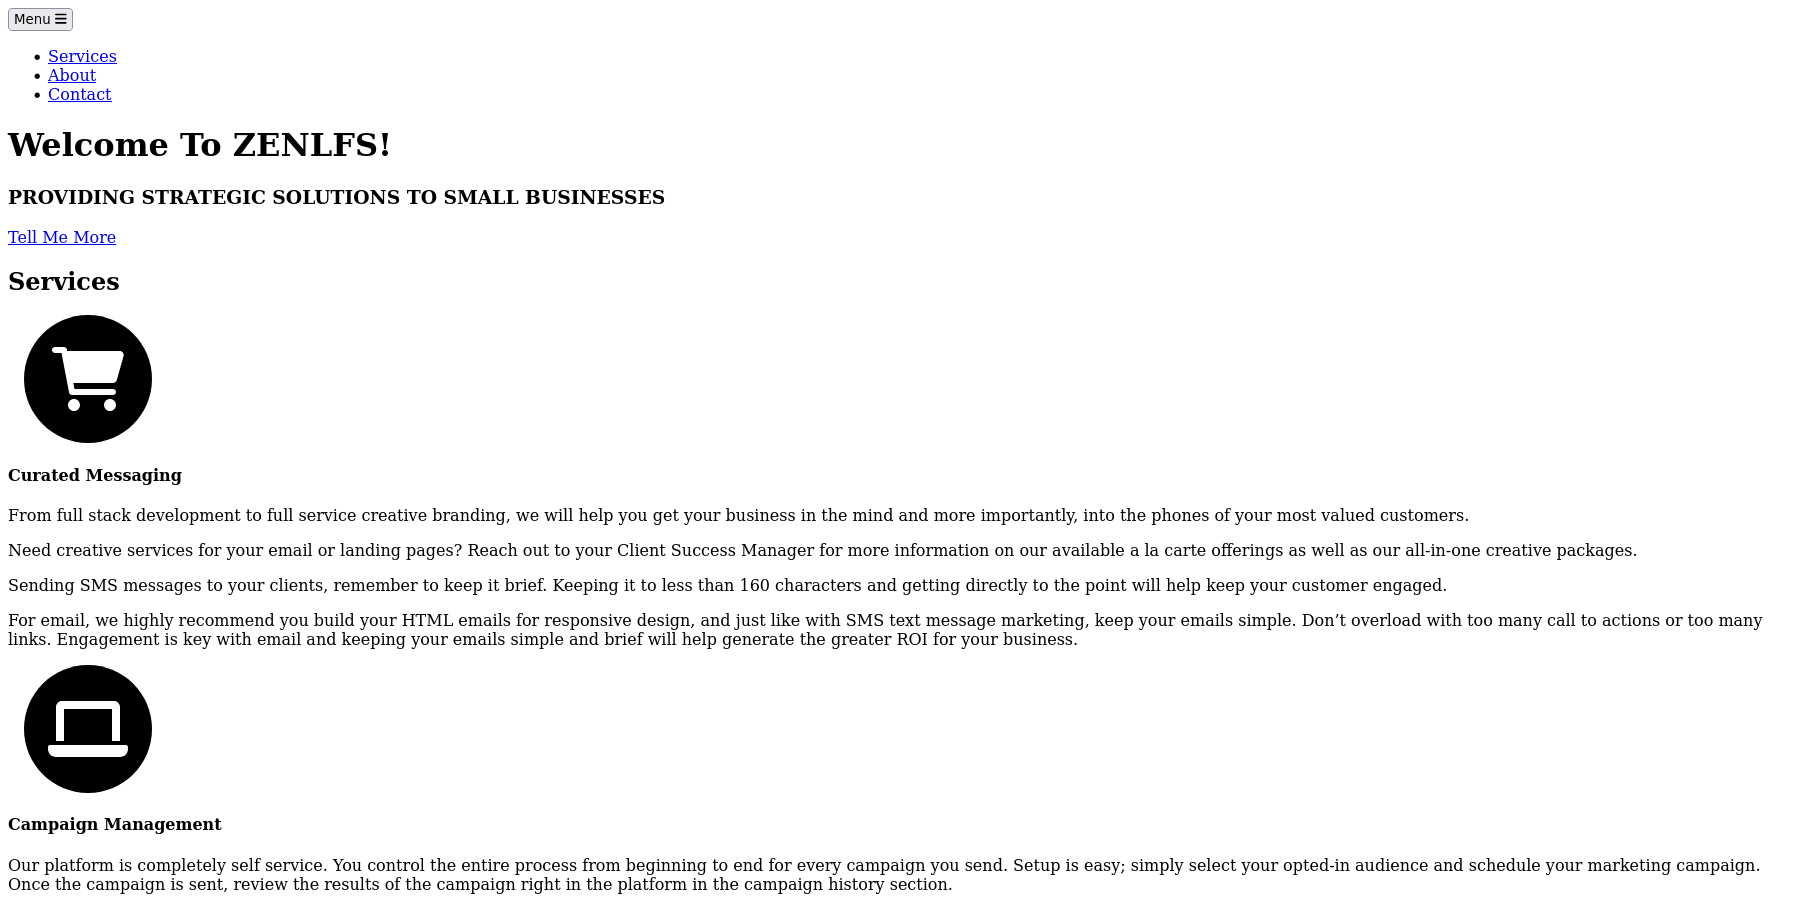 Menu
Services
About
Contact
Welcome To ZENLFS!
PROVIDING STRATEGIC SOLUTIONS TO SMALL BUSINESSES
Tell Me More
Services
Curated Messaging
From full stack development to full service creative branding, we will help you get your business in the mind and more importantly, into the phones of your most valued customers.
Need creative services for your email or landing pages? Reach out to your Client Success Manager for more information on our available a la carte offerings as well as our all-in-one creative packages.
Sending SMS messages to your clients, remember to keep it brief. Keeping it to less than 160 characters and getting directly to the point will help keep your customer engaged.
For email, we highly recommend you build your HTML emails for responsive design, and just like with SMS text message marketing, keep your emails simple. Don’t overload with too many call to actions or too many
links. Engagement is key with email and keeping your emails simple and brief will help generate the greater ROI for your business.
Campaign Management
Our platform is completely self service. You control the entire process from beginning to end for every campaign you send. Setup is easy; simply select your opted-in audience and schedule your marketing campaign.
Once the campaign is sent, review the results of the campaign right in the platform in the campaign history section.